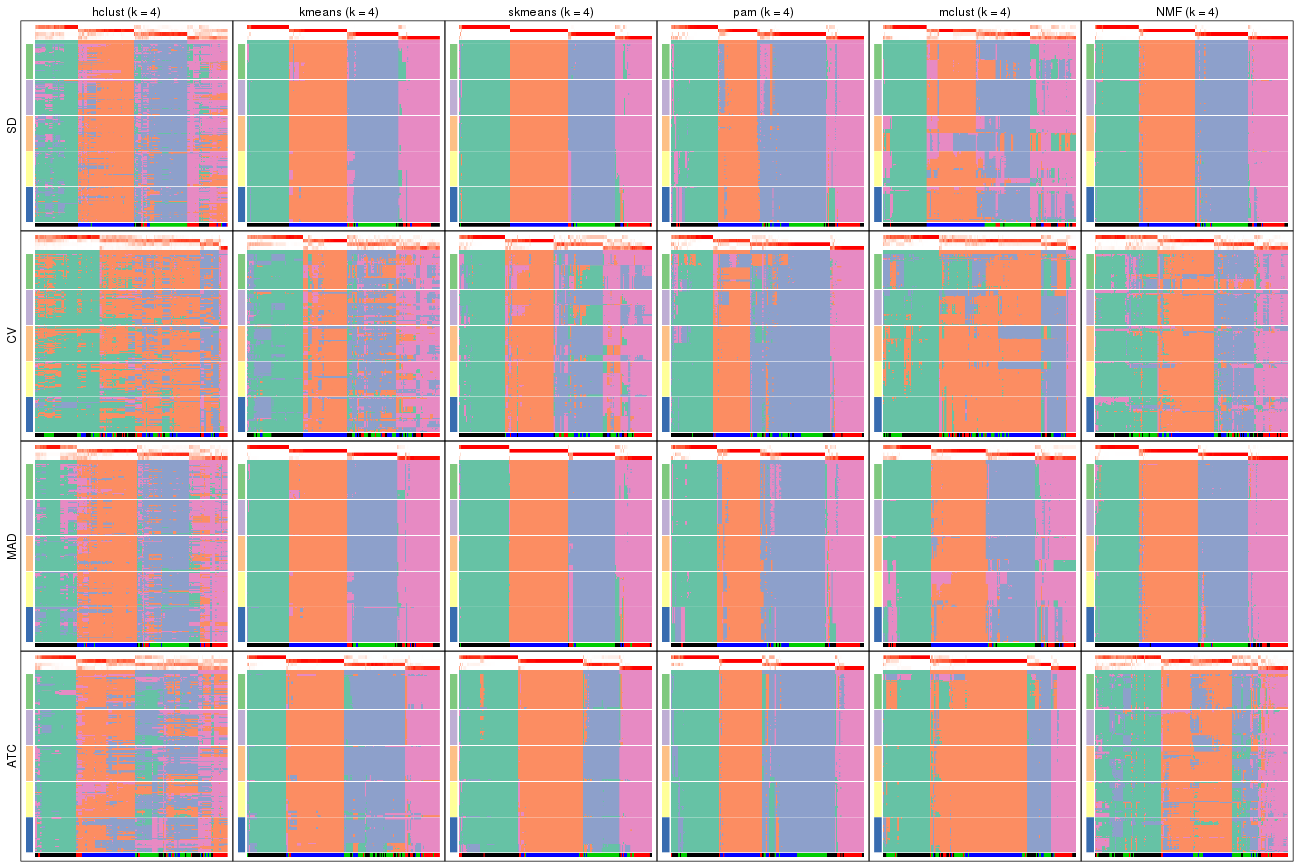 hclust (k = 4)
kmeans (k = 4)
skmeans (k = 4)
pam (k = 4)
mclust (k = 4)
NMF (k = 4)
SD
CV
MAD
ATC